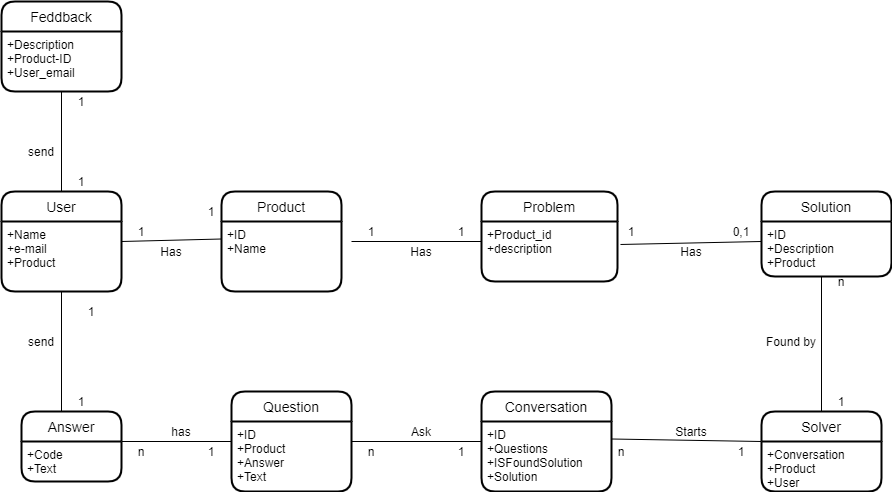 Feddback
+Description
+Product-ID
+User_email
1
send
1
User
+Name
+e-mail
+Product
1
Has
1
Product
+ID
+Name
1
Has
1
Problem
+Product_id
+description
1
Has
0,1
Solution
+ID
+Description
+Product
n
Found by
1
1
send
1
Answer
+Code
+Text
has
n
1
Question
+ID
+Product
+Answer
+Text
Ask
n
1
Conversation
+ID
+Questions
+ISFoundSolution
+Solution
Starts
n
1
Solver
+Conversation
+Product
+User